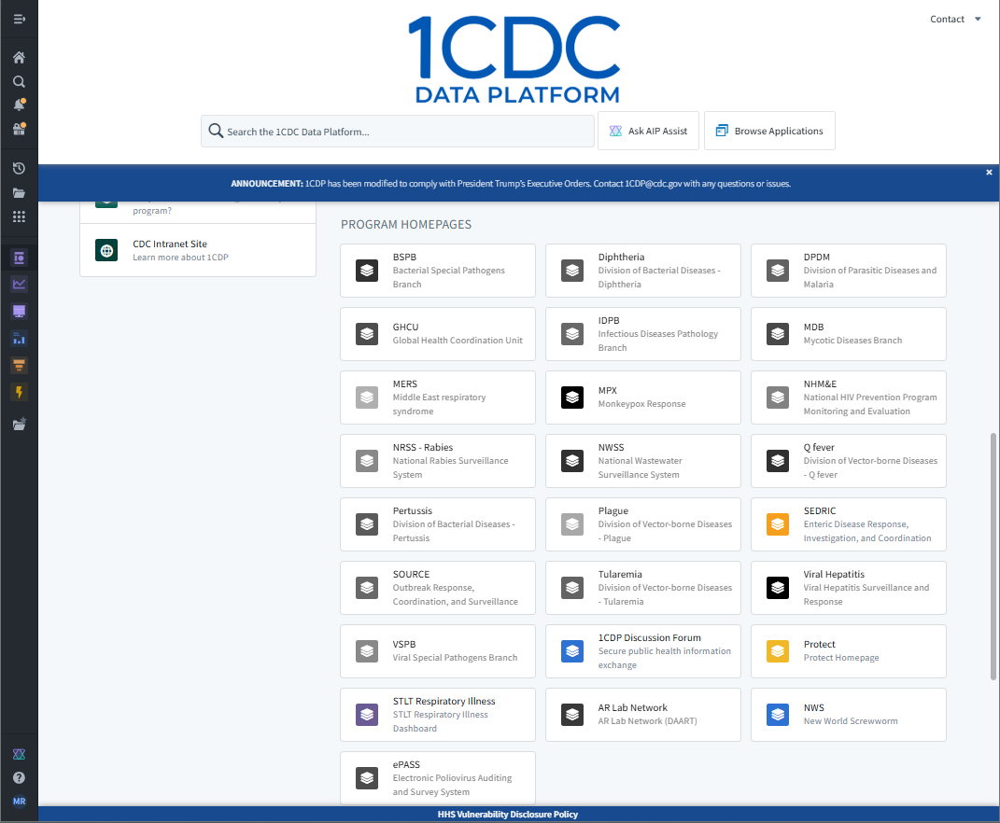 Contact
1CDC
DATA PLATFORM
Search the 1CDC Data Platform...
Ask AIP Assist
Browse Applications
ANNOUNCEMENT: 1CDP has been modified to comply with President Trump's Executive Orders. Contact 1CDP@cdc.gov with any questions or issues.
program?
CDC Intranet Site
Learn more about 1CDP
PROGRAM HOMEPAGES
BSPB
Bacterial Special Pathogens
Branch
Diphtheria
Division of Bacterial Diseases -
Diphtheria
DPDM
Division of Parasitic Diseases and
Malaria
GHCU
Global Health Coordination Unit
IDPB
Infectious Diseases Pathology
Branch
MDB
Mycotic Diseases Branch
MERS
Middle East respiratory
syndrome
MPX
Monkeypox Response
NHM&E
National HIV Prevention Program
Monitoring and Evaluation
NRSS - Rabies
National Rabies Surveillance
System
NWSS
National Wastewater
Surveillance System
Q fever
Division of Vector-borne Diseases
- Q fever
Pertussis
Division of Bacterial Diseases -
Pertussis
Plague
Division of Vector-borne Diseases
- Plague
SEDRIC
Enteric Disease Response,
Investigation, and Coordination
SOURCE
Outbreak Response,
Coordination, and Surveillance
Tularemia
Division of Vector-borne Diseases
- Tularemia
Viral Hepatitis
Viral Hepatitis Surveillance and
Response
VSPB
Viral Special Pathogens Branch
1CDP Discussion Forum
Secure public health information
exchange
Protect
Protect Homepage
STLT Respiratory Illness
STLT Respiratory Illness
Dashboard
AR Lab Network
AR Lab Network (DAART)
NWS
New World Screwworm
ePASS
Electronic Poliovirus Auditing
and Survey System
MR
HHS Vulnerability Disclosure Policy